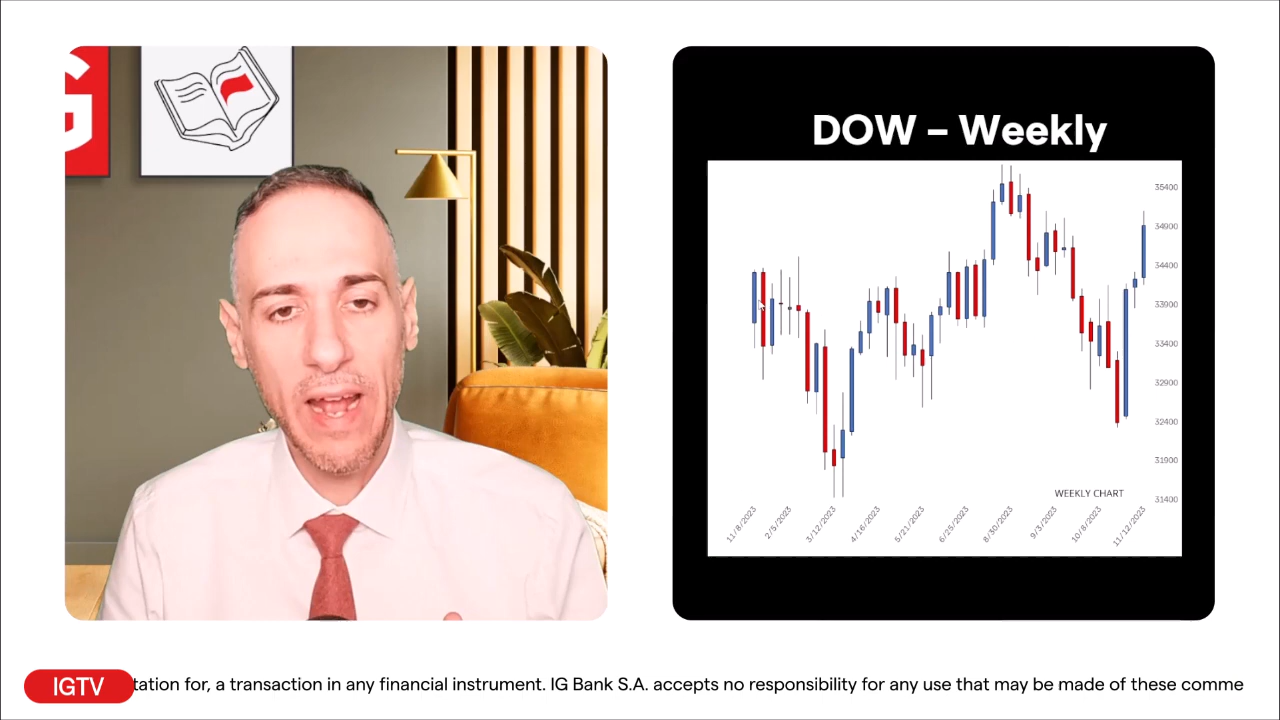 G
DOW – Weekly
35400
34900
34400
33900
33400
32900
32400
31900
31400
WEEKLY CHART
11/8/2023 2/5/2023 3/12/2023 4/16/2023 5/21/2023 6/25/2023 8/30/2023 9/3/2023 10/8/2023 11/12/2023
IGTV tation for, a transaction in any financial instrument. IG Bank S.A. accepts no responsibility for any use that may be made of these comme